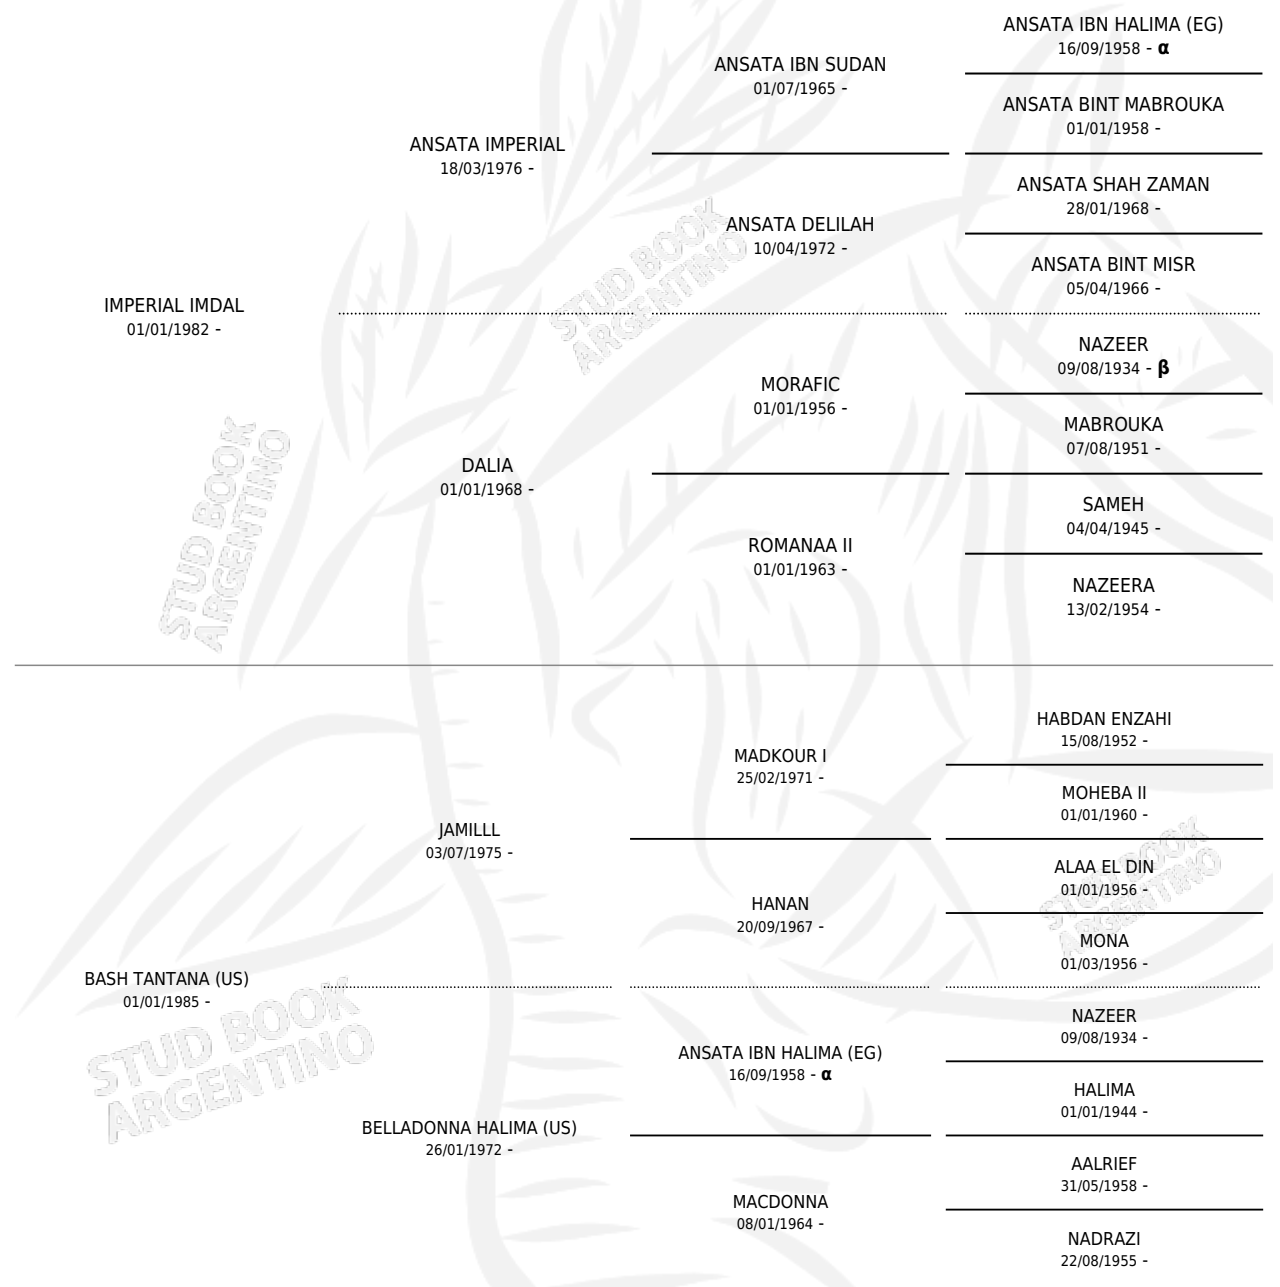 ANSATA IBN HALIMA (EG)
16/09/1958 - α
ANSATA IBN SUDAN
01/07/1965 -
ANSATA BINT MABROUKA
01/01/1958 -
ANSATA IMPERIAL
18/03/1976 -
ANSATA SHAH ZAMAN
28/01/1968 -
ANSATA DELILAH
10/04/1972 -
ANSATA BINT MISR
05/04/1966 -
IMPERIAL IMDAL
01/01/1982 -
NAZEER
09/08/1934 - β
MORAFIC
01/01/1956 -
MABROUKA
07/08/1951 -
DALIA
01/01/1968 -
SAMEH
04/04/1945 -
ROMANAA II
01/01/1963 -
NAZEERA
13/02/1954 -
HABDAN ENZAHI
15/08/1952 -
MADKOUR I
25/02/1971 -
MOHEBA II
01/01/1960 -
JAMILLL
03/07/1975 -
ALAA EL DIN
01/01/1956 -
HANAN
20/09/1967 -
MONA
01/03/1956 -
BASH TANTANA (US)
01/01/1985 -
NAZEER
09/08/1934 -
ANSATA IBN HALIMA (EG)
16/09/1958 - α
HALIMA
01/01/1944 -
BELLADONNA HALIMA (US)
26/01/1972 -
AALRIEF
31/05/1958 -
MACDONNA
08/01/1964 -
NADRAZI
22/08/1955 -
STUD BOOK
ARGENTINO
STUD BOOK
ARGENTINO
STUD BOOK
ARGENTINO
STUD BOOK
ARGENTINO